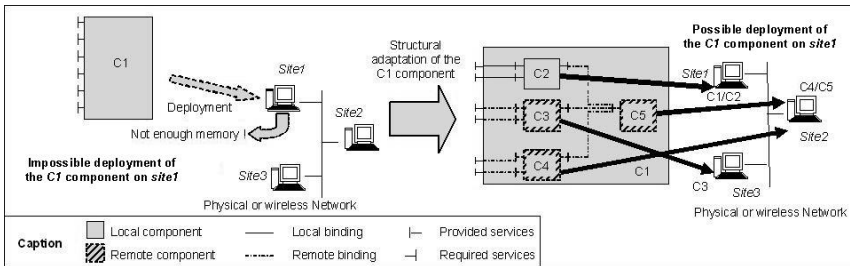 C1
Site1
Deployment
Not enough memory !
Site2
Impossible deployment of
the C1 component on site1
Site3
Physical or wireless Network
Structural
adaptation of the
C1 component
Possible deployment of
the C1 component on site1
C2
C3
C5
C4
C1
Site1
C1/C2
C4/C5
Site2
C3
Site3
Physical or wireless Network
Caption
Local component
Local binding
Provided services
Remote component
Remote binding
Required services